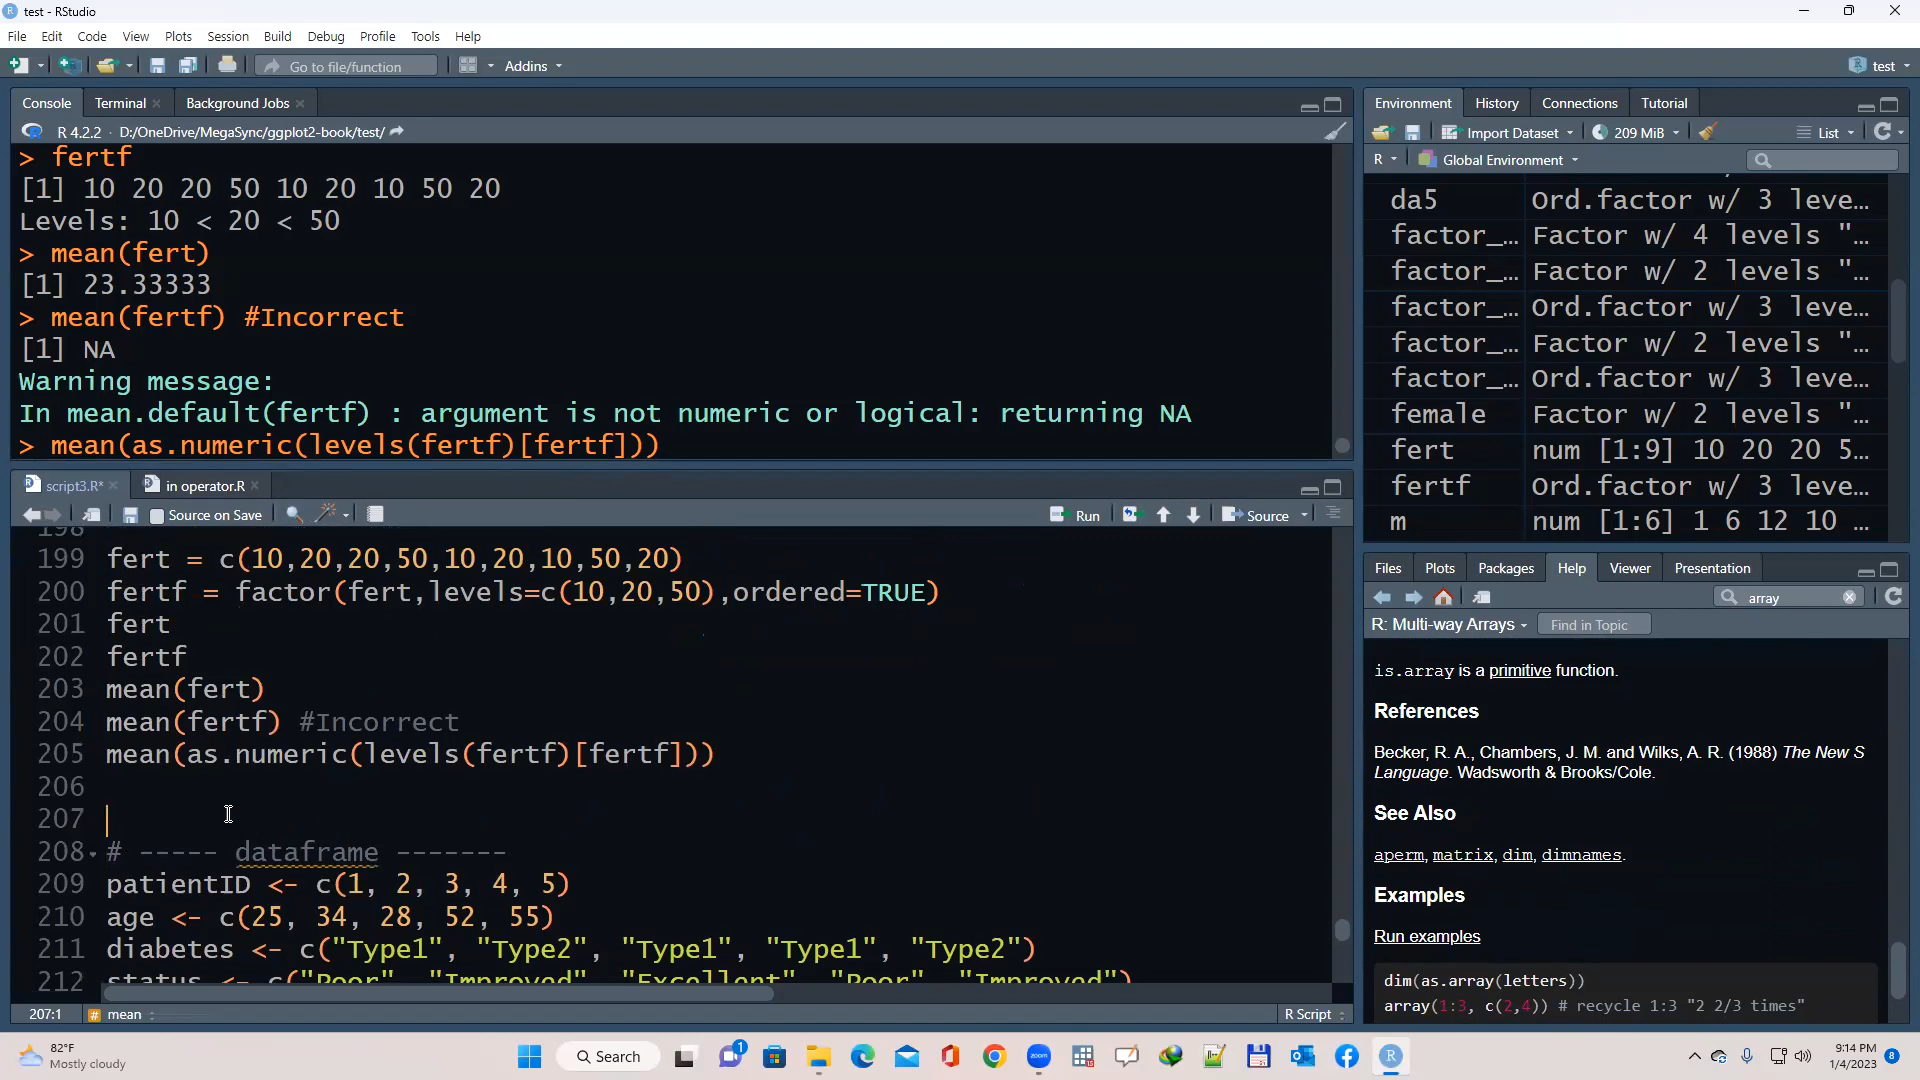 test - RStudio
File Edit Code View Plots Session Build Debug Profile Tools Help
Go to file/function Addins test
Console Terminal Background Jobs
R 4.2.2 · D:/OneDrive/MegaSync/ggplot2-book/test/
> fertf
[1] 10 20 20 50 10 20 10 50 20
Levels: 10 < 20 < 50
> mean(fert)
[1] 23.33333
> mean(fertf) #Incorrect
[1] NA
Warning message:
In mean.default(fertf) : argument is not numeric or logical: returning NA
> mean(as.numeric(levels(fertf)[fertf]))
script3.R* in operator.R
Source on Save Run Source
198
199 fert = c(10,20,20,50,10,20,10,50,20)
200 fertf = factor(fert,levels=c(10,20,50),ordered=TRUE)
201 fert
202 fertf
203 mean(fert)
204 mean(fertf) #Incorrect
205 mean(as.numeric(levels(fertf)[fertf]))
206
207
208 # ----- dataframe -------
209 patientID <- c(1, 2, 3, 4, 5)
210 age <- c(25, 34, 28, 52, 55)
211 diabetes <- c("Type1", "Type2", "Type1", "Type1", "Type2")
212 status <- c("Poor", "Improved", "Excellent", "Poor", "Improved")
207:1 # mean R Script
Environment History Connections Tutorial
Import Dataset 209 MiB List
R Global Environment
da5 Ord.factor w/ 3 leve…
factor_… Factor w/ 4 levels "…
factor_… Factor w/ 2 levels "…
factor_… Ord.factor w/ 3 leve…
factor_… Factor w/ 2 levels "…
factor_… Ord.factor w/ 3 leve…
female Factor w/ 2 levels "…
fert num [1:9] 10 20 20 5…
fertf Ord.factor w/ 3 leve…
m num [1:6] 1 6 12 10 …
Files Plots Packages Help Viewer Presentation
array
R: Multi-way Arrays Find in Topic
is.array is a primitive function.
References
Becker, R. A., Chambers, J. M. and Wilks, A. R. (1988) The New S
Language. Wadsworth & Brooks/Cole.
See Also
aperm, matrix, dim, dimnames.
Examples
Run examples
dim(as.array(letters))
array(1:3, c(2,4)) # recycle 1:3 "2 2/3 times"
82°F
Mostly cloudy
Search
1
zoom
9:14 PM
1/4/2023
8